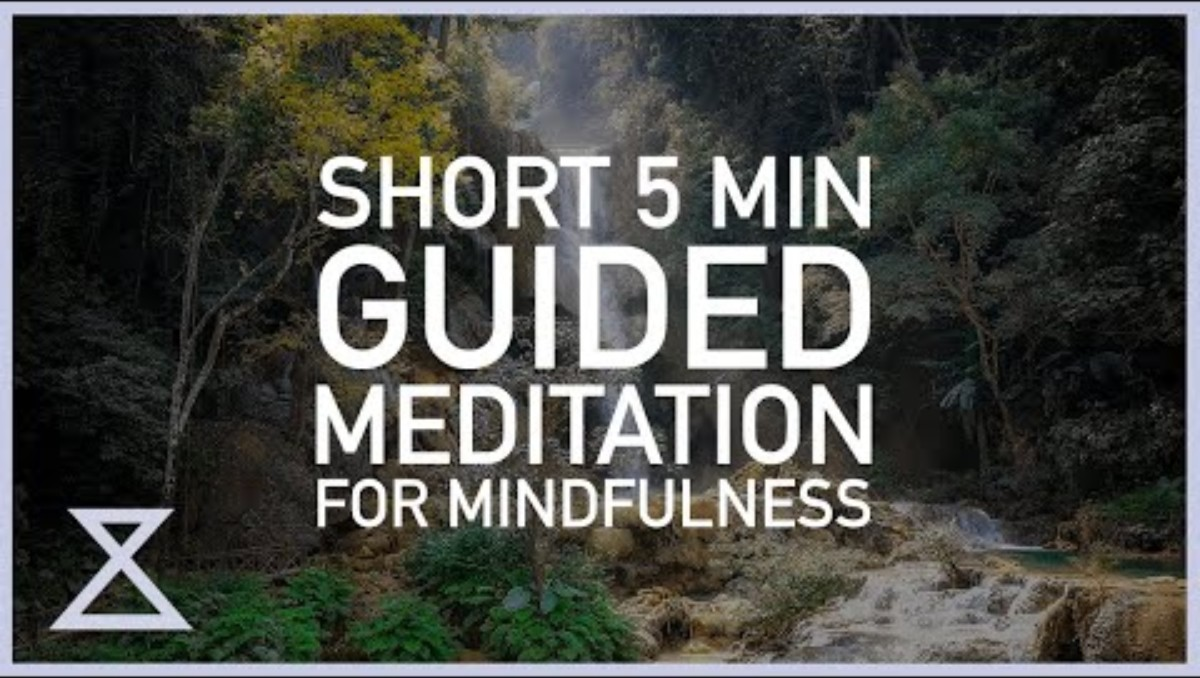 SHORT 5 MIN
GUIDED
MEDITATION
FOR MINDFULNESS